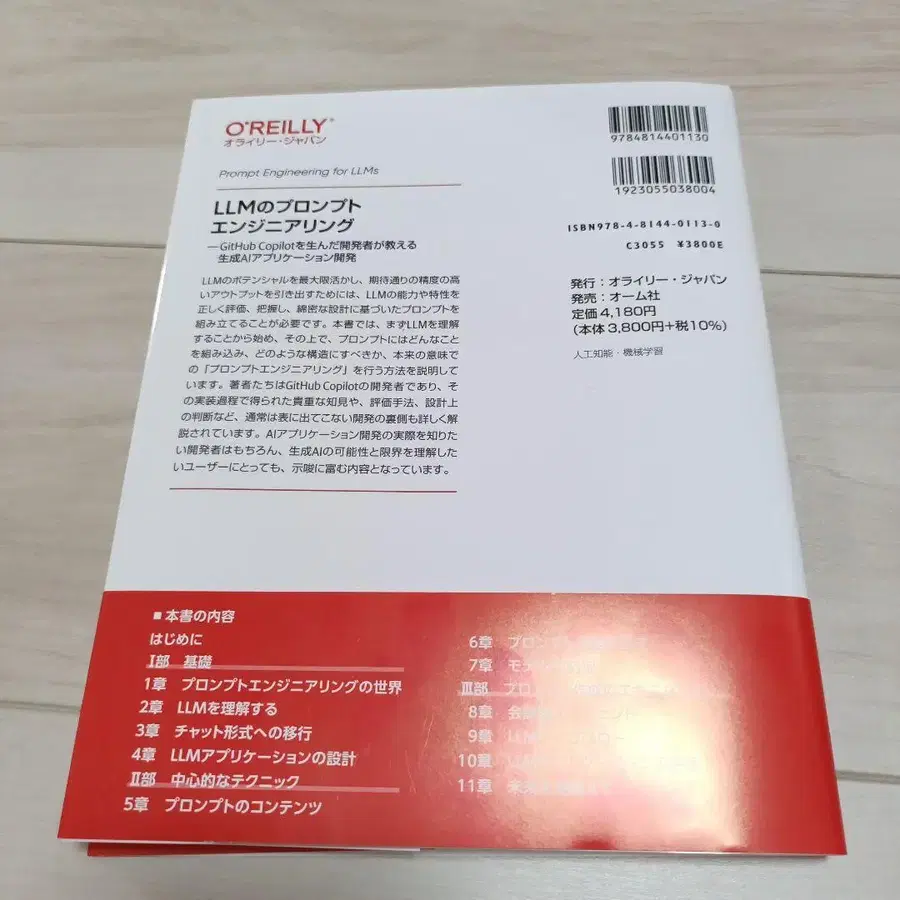 O'REILLY®
オライリー・ジャパン
Prompt Engineering for LLMs
LLMのプロンプト
エンジニアリング
―GitHub Copilotを生んだ開発者が教える
生成AIアプリケーション開発
LLMのポテンシャルを最大限活かし、期待通りの精度の高
いアウトプットを引き出すためには、LLMの能力や特性を
正しく評価、把握し、綿密な設計に基づいたプロンプトを
組み立てることが必要です。本書では、まずLLMを理解
することから始め、その上で、プロンプトにはどんなこと
を組み込み、どのような構造にすべきか、本来の意味で
の「プロンプトエンジニアリング」を行う方法を説明して
います。著者たちはGitHub Copilotの開発者であり、そ
の実装過程で得られた貴重な知見や、評価手法、設計上
の判断など、通常は表に出てこない開発の裏側も詳しく解
説されています。AIアプリケーション開発の実際を知りた
い開発者はもちろん、生成AIの可能性と限界を理解した
いユーザーにとっても、示唆に富む内容となっています。
9784814401130
1923055038004
ISBN978-4-8144-0113-0
C3055 ¥3800E
発行：オライリー・ジャパン
発売：オーム社
定価4,180円
（本体3,800円+税10%）
人工知能・機械学習
■ 本書の内容
はじめに
I部 基礎
1章 プロンプトエンジニアリングの世界
2章 LLMを理解する
3章 チャット形式への移行
4章 LLMアプリケーションの設計
II部 中心的なテクニック
5章 プロンプトのコンテンツ
6章
7章
III部
8章
9章
10章
11章